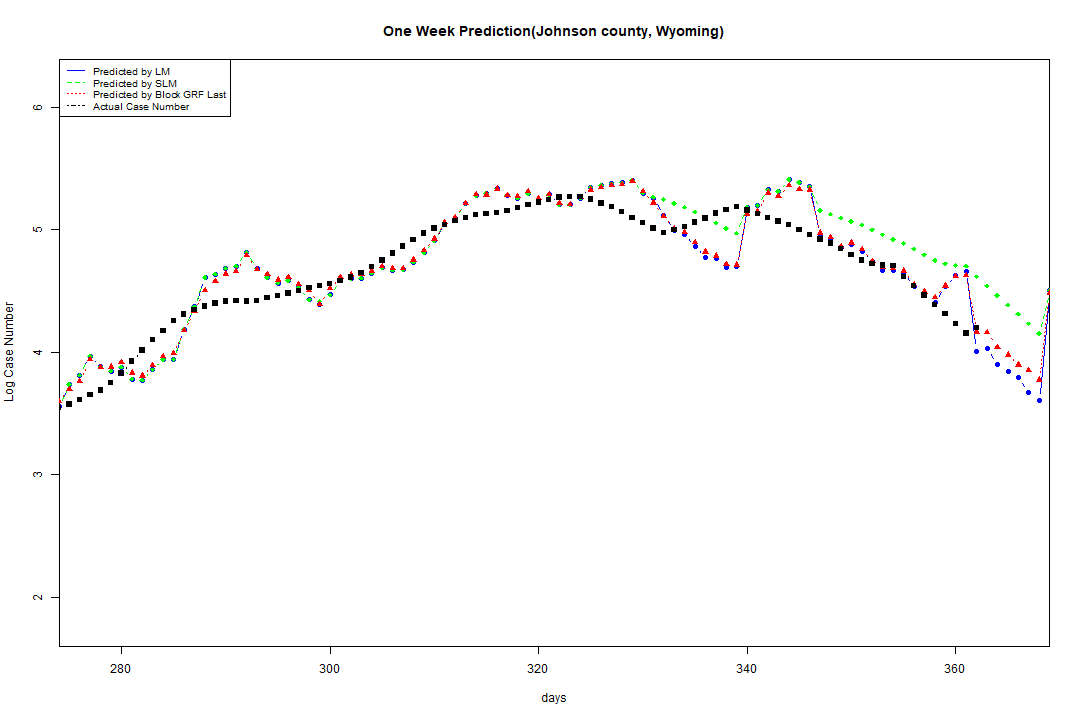 One Week Prediction(Johnson county, Wyoming)
Predicted by LM
Predicted by SLM
Predicted by Block GRF Last
Actual Case Number
6
5
4
3
2
Log Case Number
280 300 320 340 360
days